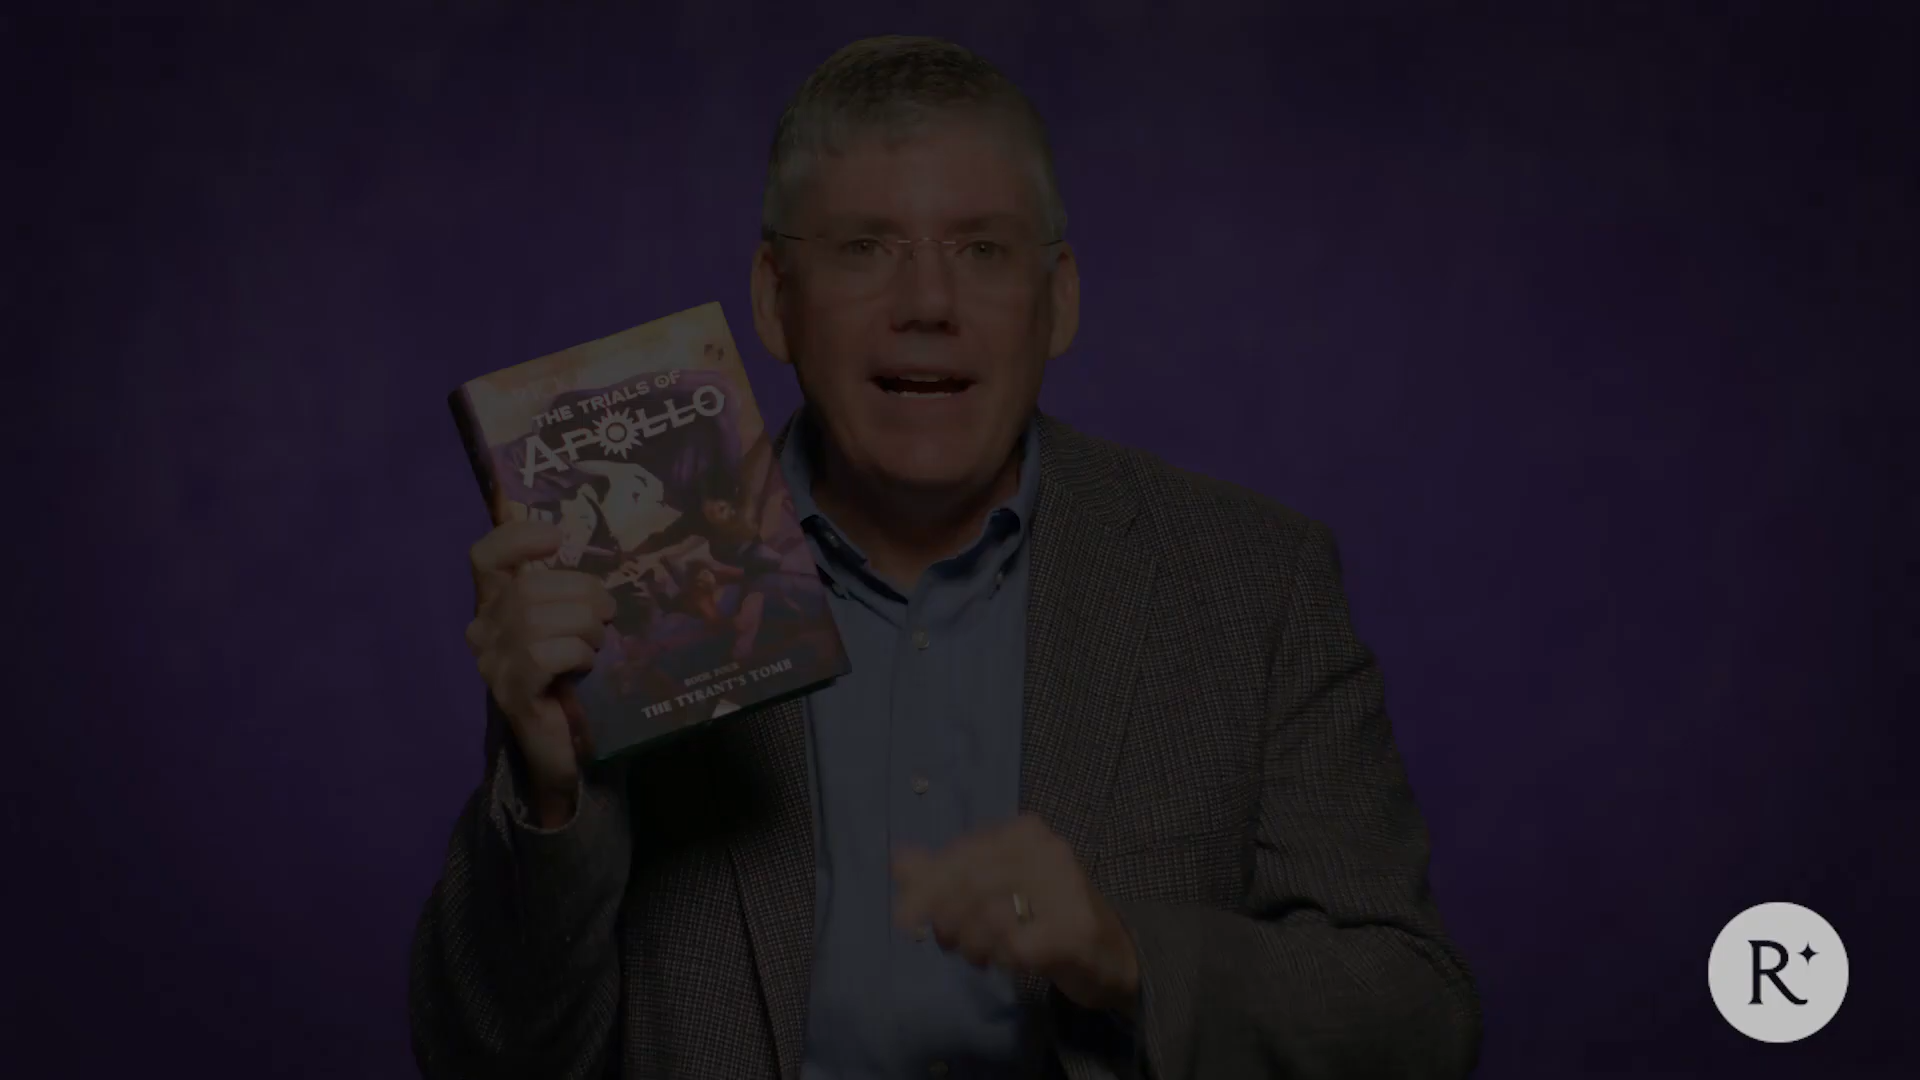 THE TRIALS OF
APOLLO
BOOK FOUR
THE TYRANT'S TOMB
R